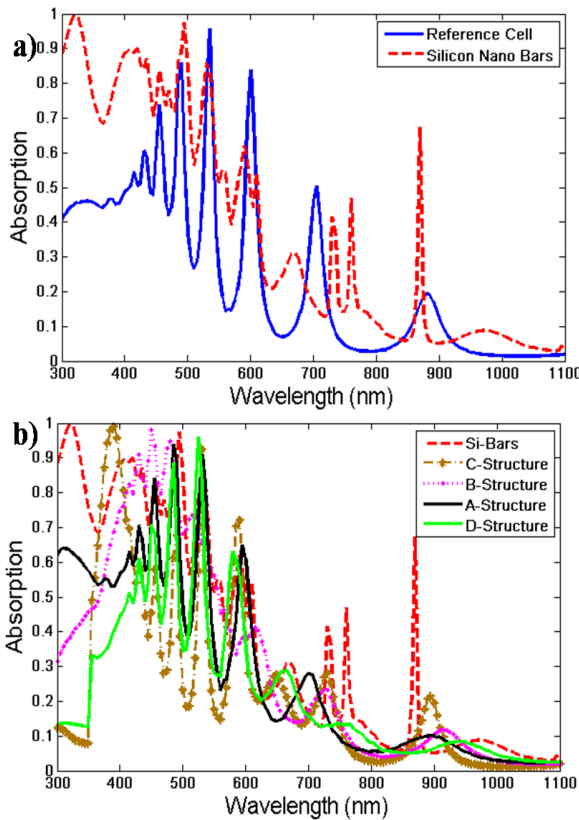 a)
Reference Cell
Silicon Nano Bars
Absorption
1
0.9
0.8
0.7
0.6
0.5
0.4
0.3
0.2
0.1
0
300 400 500 600 700 800 900 1000 1100
Wavelength (nm)
b)
Si-Bars
C-Structure
B-Structure
A-Structure
D-Structure
Absorption
1
0.9
0.8
0.7
0.6
0.5
0.4
0.3
0.2
0.1
0
300 400 500 600 700 800 900 1000 1100
Wavelength (nm)